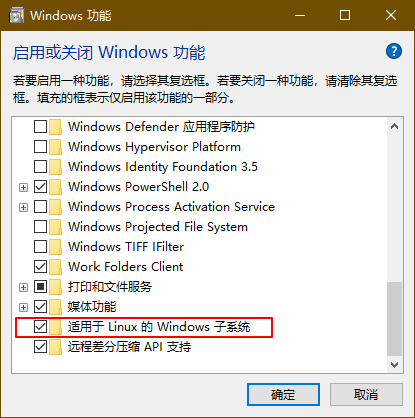 Windows 功能
启用或关闭 Windows 功能
若要启用一种功能，请选择其复选框。若要关闭一种功能，请清除其复选
框。填充的框表示仅启用该功能的一部分。
Windows Defender 应用程序防护
Windows Hypervisor Platform
Windows Identity Foundation 3.5
Windows PowerShell 2.0
Windows Process Activation Service
Windows Projected File System
Windows TIFF IFilter
Work Folders Client
打印和文件服务
媒体功能
适用于 Linux 的 Windows 子系统
远程差分压缩 API 支持
确定
取消